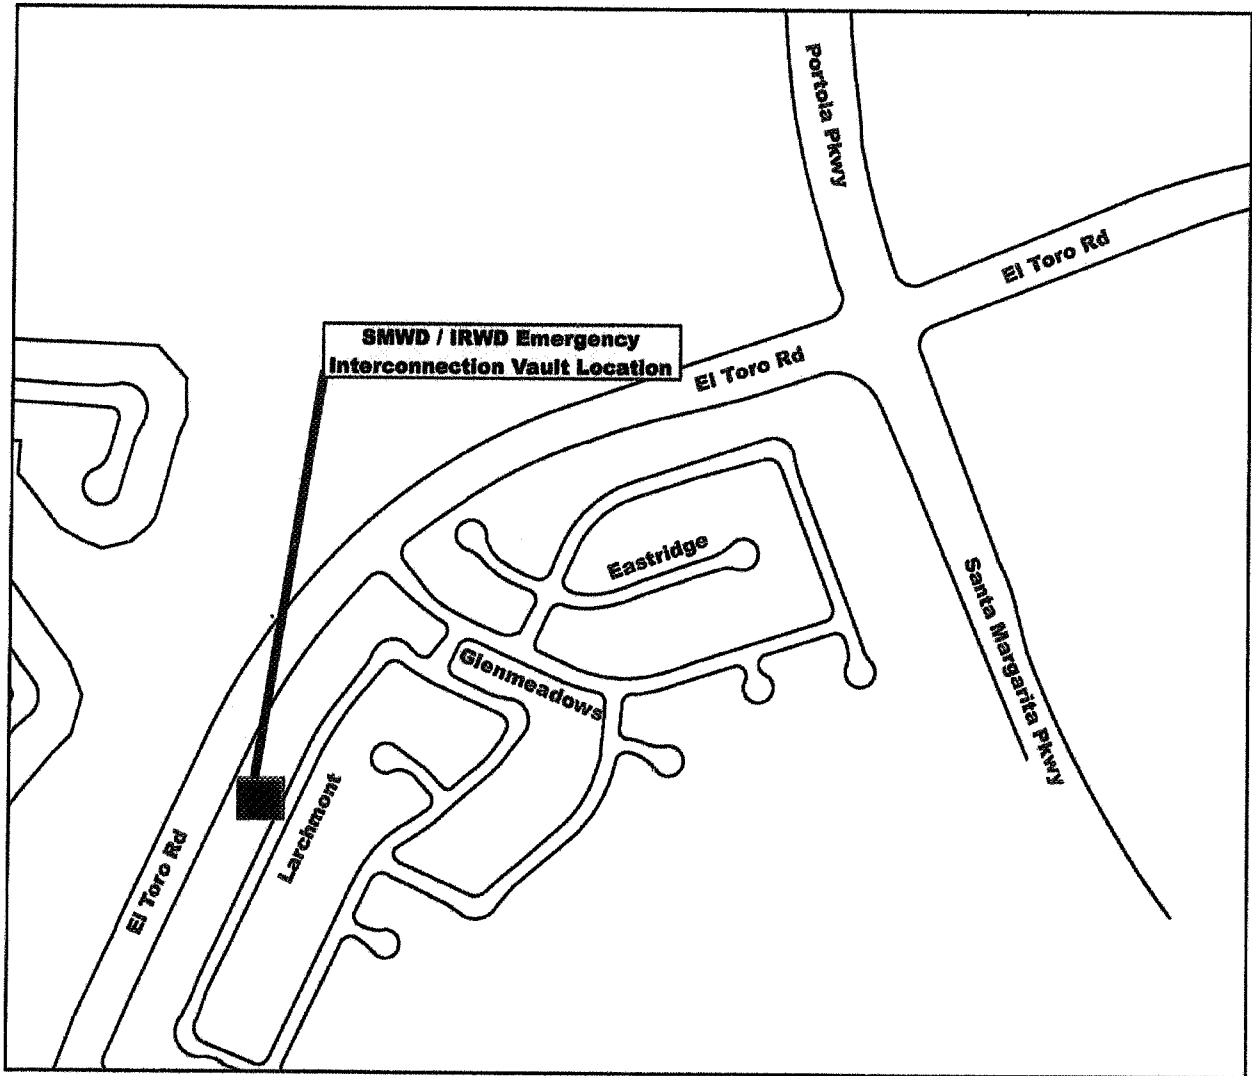 Portola Pkwy
El Toro Rd
SMWD / IRWD Emergency
Interconnection Vault Location
El Toro Rd
Eastridge
Santa Margarita Pkwy
Glenmeadows
Larchmont
El Toro Rd